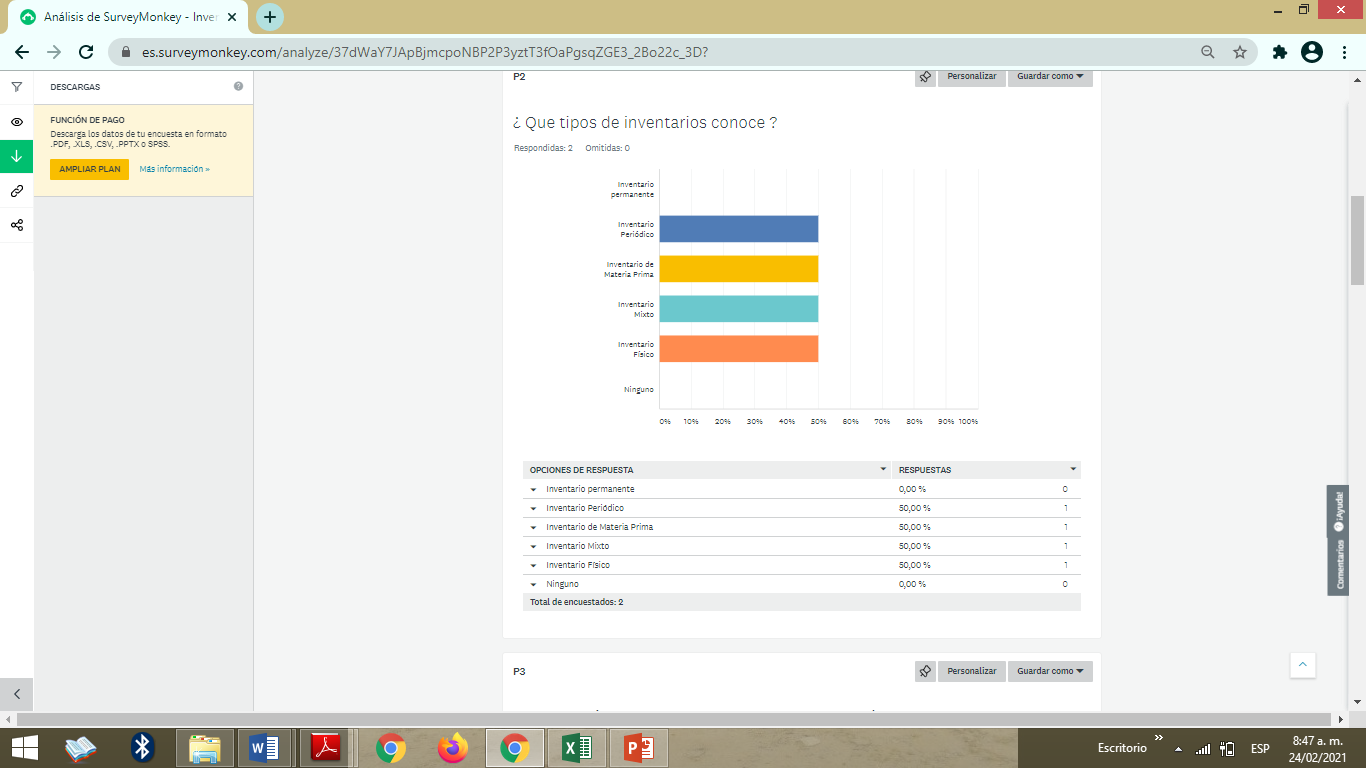 Análisis de SurveyMonkey - Inver
es.surveymonkey.com/analyze/37dWaY7JApBjmcpoNBP2P3yztT3fOaPgsqZGE3_2Bo22c_3D?
DESCARGAS
FUNCIÓN DE PAGO
Descarga los datos de tu encuesta en formato
.PDF, .XLS, .CSV, .PPTX o SPSS.
AMPLIAR PLAN Más información »
P2 Personalizar Guardar como
¿ Que tipos de inventarios conoce ?
Respondidas: 2 Omitidas: 0
Inventario
permanente
Inventario
Periódico
Inventario de
Materia Prima
Inventario
Mixto
Inventario
Físico
Ninguno
0% 10% 20% 30% 40% 50% 60% 70% 80% 90% 100%
OPCIONES DE RESPUESTA RESPUESTAS
Inventario permanente 0,00 % 0
Inventario Periódico 50,00 % 1
Inventario de Materia Prima 50,00 % 1
Inventario Mixto 50,00 % 1
Inventario Físico 50,00 % 1
Ninguno 0,00 % 0
Total de encuestados: 2
P3 Personalizar Guardar como
Comentarios ¡Ayuda!
Escritorio ESP
8:47 a. m.
24/02/2021